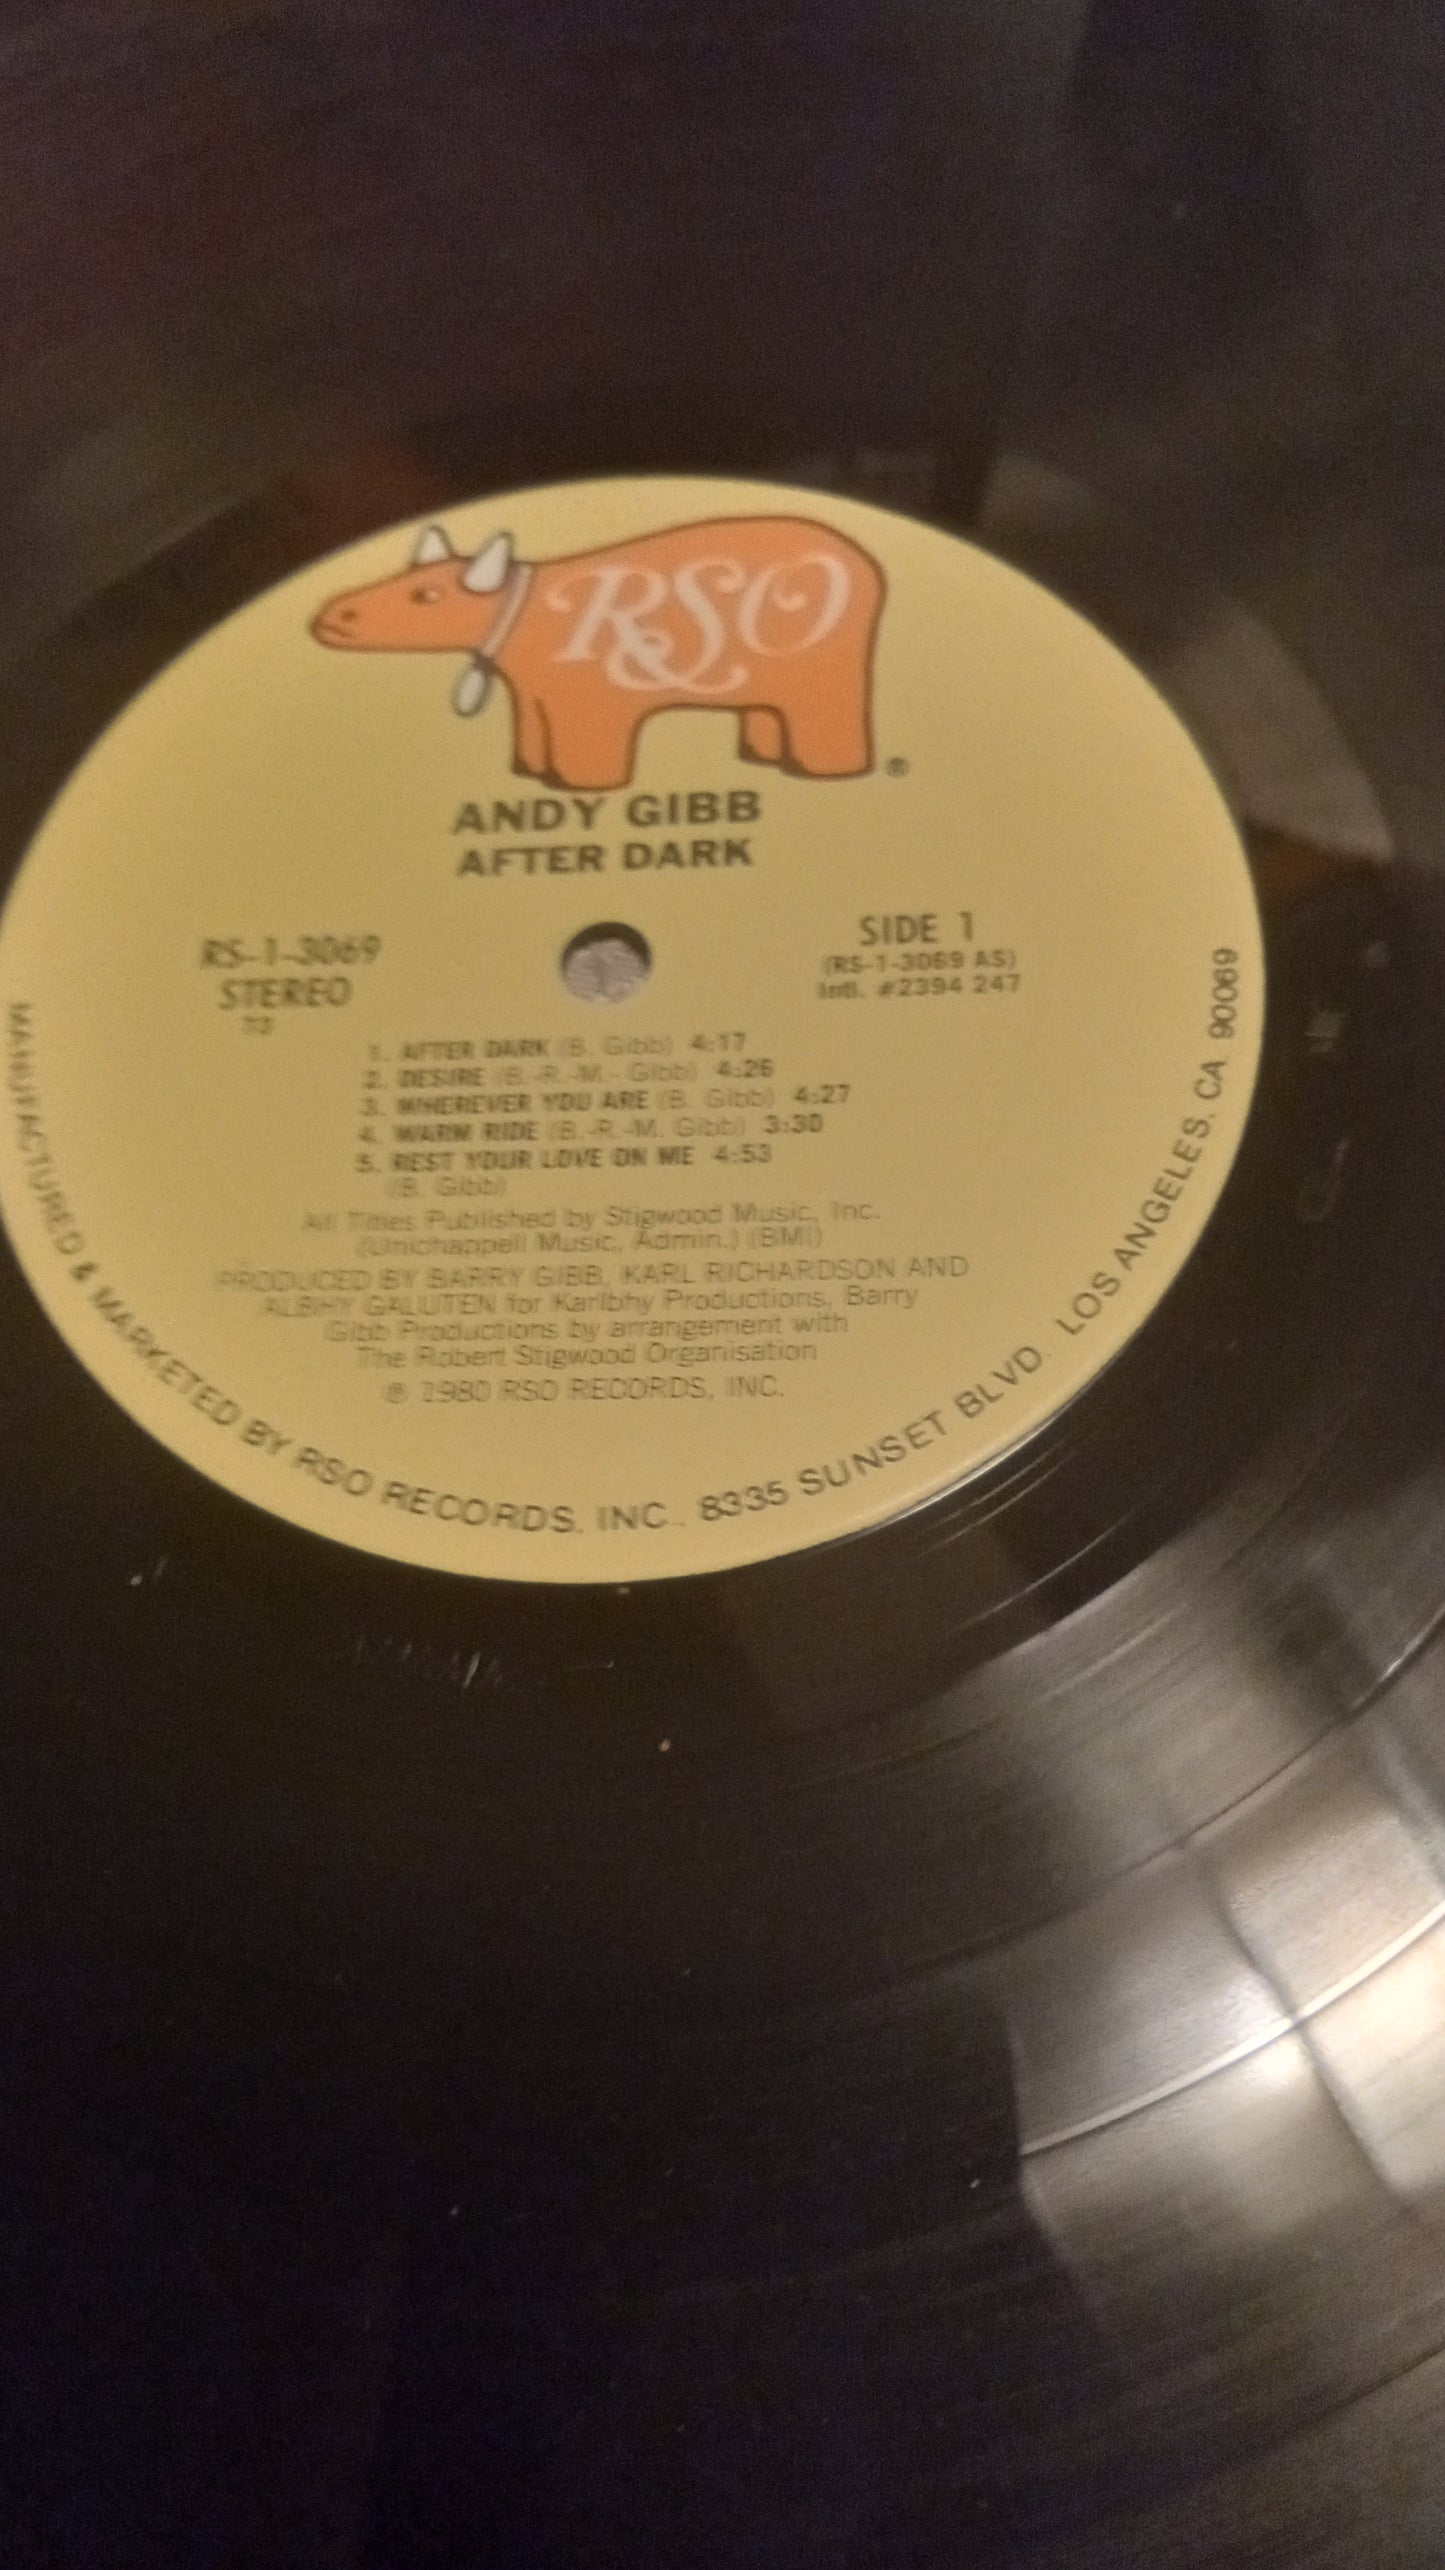 RSO
®
ANDY GIBB
AFTER DARK
RS-1-3069
STEREO
73
SIDE 1
(RS-1-3069 AS)
Intl. #2394 247
1. AFTER DARK (B. Gibb) 4:17
2. DESIRE (B.-R.-M.- Gibb) 4:26
3. WHEREVER YOU ARE (B. Gibb) 4:27
4. WARM RIDE (B.-R.-M. Gibb) 3:30
5. REST YOUR LOVE ON ME 4:53
(B. Gibb)
All Titles Published by Stigwood Music, Inc.
(Unichappell Music, Admin.) (BMI)
PRODUCED BY BARRY GIBB, KARL RICHARDSON AND
ALBHY GALUTEN for Karlbhy Productions, Barry
Gibb Productions by arrangement with
The Robert Stigwood Organisation
℗ 1980 RSO RECORDS, INC.
MANUFACTURED & MARKETED BY RSO RECORDS, INC., 8335 SUNSET BLVD. LOS ANGELES, CA 90069